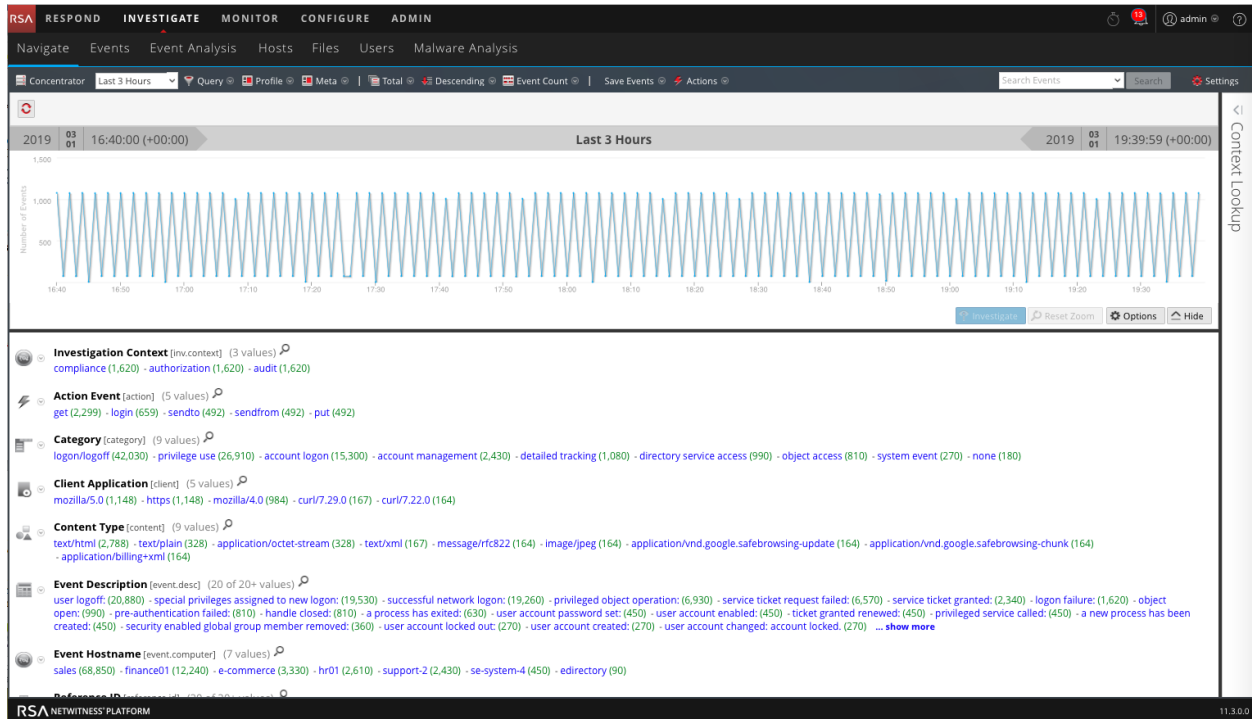 RSA RESPOND INVESTIGATE MONITOR CONFIGURE ADMIN 13 admin ?
Navigate Events Event Analysis Hosts Files Users Malware Analysis
Concentrator Last 3 Hours Query Profile Meta | Total Descending Event Count | Save Events Actions Search Events Search Settings
2019 03 01 16:40:00 (+00:00) Last 3 Hours 2019 03 01 19:39:59 (+00:00)
Context Lookup
Number of Events
1,500
1,000
500
16:40 16:50 17:00 17:10 17:20 17:30 17:40 17:50 18:00 18:10 18:20 18:30 18:40 18:50 19:00 19:10 19:20 19:30
Investigate Reset Zoom Options Hide
Investigation Context [inv.context] (3 values)
compliance (1,620) - authorization (1,620) - audit (1,620)
Action Event [action] (5 values)
get (2,299) - login (659) - sendto (492) - sendfrom (492) - put (492)
Category [category] (9 values)
logon/logoff (42,030) - privilege use (26,910) - account logon (15,300) - account management (2,430) - detailed tracking (1,080) - directory service access (990) - object access (810) - system event (270) - none (180)
Client Application [client] (5 values)
mozilla/5.0 (1,148) - https (1,148) - mozilla/4.0 (984) - curl/7.29.0 (167) - curl/7.22.0 (164)
Content Type [content] (9 values)
text/html (2,788) - text/plain (328) - application/octet-stream (328) - text/xml (167) - message/rfc822 (164) - image/jpeg (164) - application/vnd.google.safebrowsing-update (164) - application/vnd.google.safebrowsing-chunk (164)
- application/billing+xml (164)
Event Description [event.desc] (20 of 20+ values)
user logoff: (20,880) - special privileges assigned to new logon: (19,530) - successful network logon: (19,260) - privileged object operation: (6,930) - service ticket request failed: (6,570) - service ticket granted: (2,340) - logon failure: (1,620) - object
open: (990) - pre-authentication failed: (810) - handle closed: (810) - a process has exited: (630) - user account password set: (450) - user account enabled: (450) - ticket granted renewed: (450) - privileged service called: (450) - a new process has been
created: (450) - security enabled global group member removed: (360) - user account locked out: (270) - user account created: (270) - user account changed: account locked. (270) ... show more
Event Hostname [event.computer] (7 values)
sales (68,850) - finance01 (12,240) - e-commerce (3,330) - hr01 (2,610) - support-2 (2,430) - se-system-4 (450) - edirectory (90)
Reference ID [reference.id] (20 of 20+ values)
RSA NETWITNESS PLATFORM 11.3.0.0